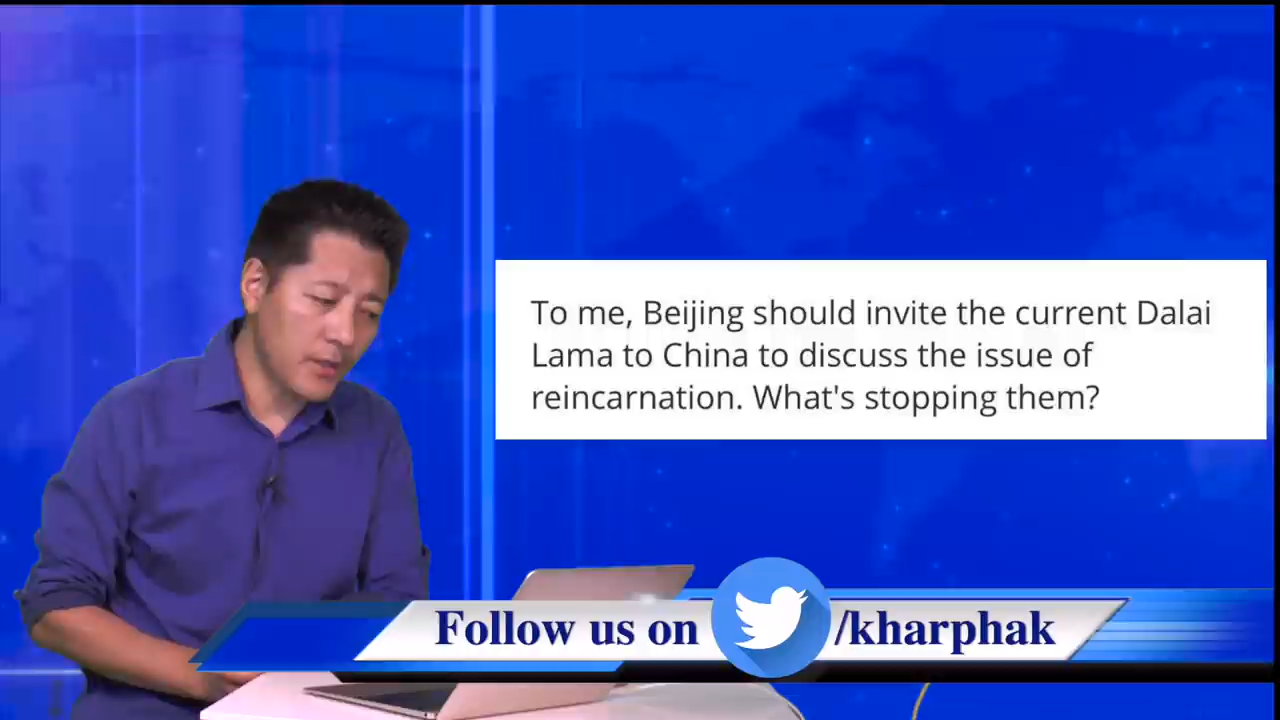 To me, Beijing should invite the current Dalai
Lama to China to discuss the issue of
reincarnation. What's stopping them?
Follow us on /kharphak